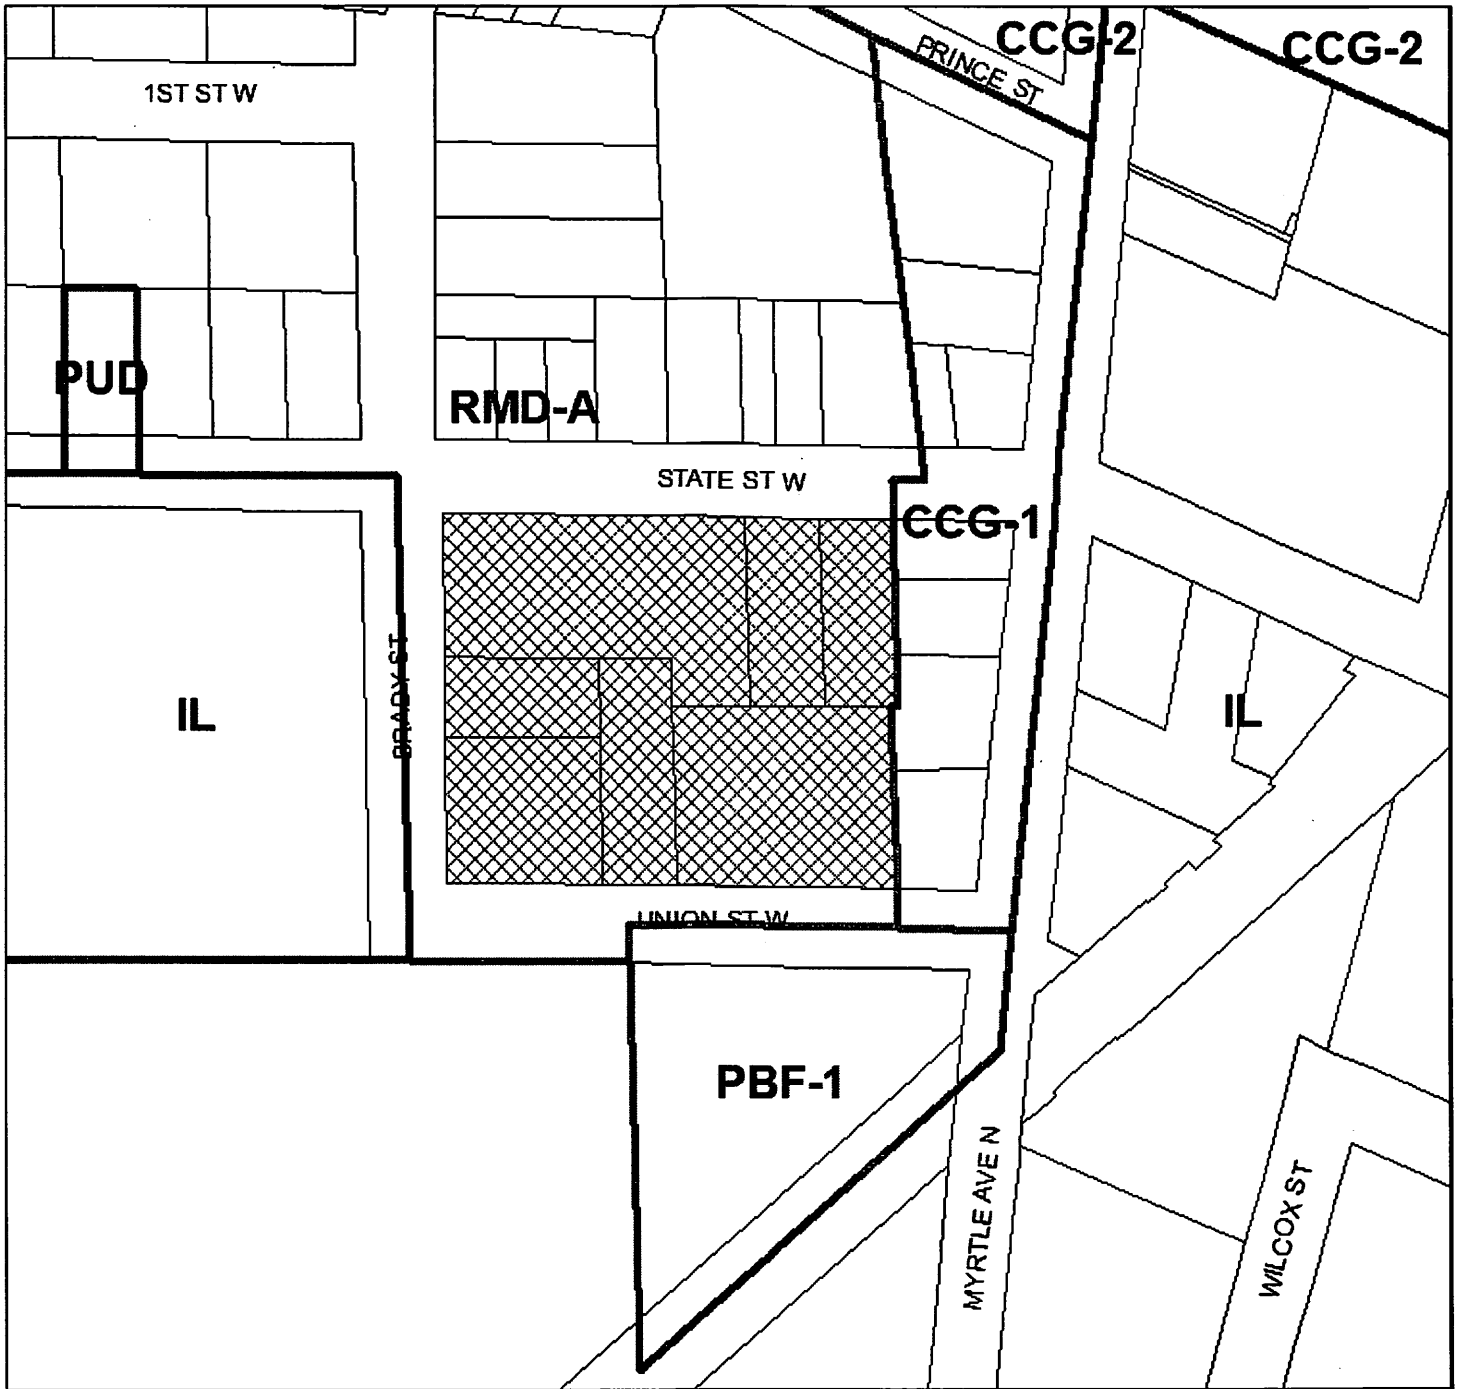 CCG-2
CCG-2
PRINCE ST
1ST ST W
PUD
RMD-A
STATE ST W
CCG-1
BRADY ST
IL
IL
UNION ST W
PBF-1
MYRTLE AVE N
WILCOX ST